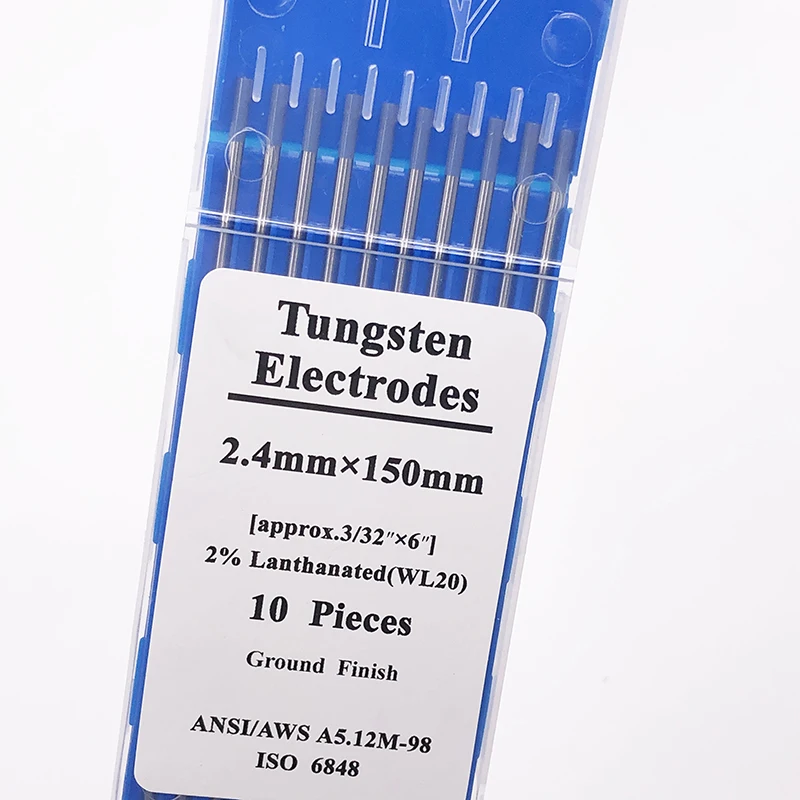 TY
Tungsten
Electrodes
2.4mm×150mm
[approx.3/32″×6″]
2% Lanthanated(WL20)
10 Pieces
Ground Finish
ANSI/AWS A5.12M-98
ISO 6848